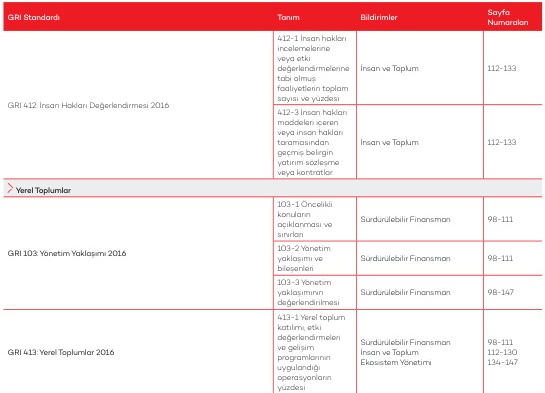 GRI Standardı
Tanım
Bildirimler
Sayfa
Numaraları
GRI 412: İnsan Hakları Değerlendirmesi 2016
412-1 İnsan hakları
incelemelerine
veya etki
değerlendirmelerine
tabi olmuş
faaliyetlerin toplam
sayısı ve yüzdesi
İnsan ve Toplum
112-133
412-3 İnsan hakları
maddeleri içeren
veya insan hakları
taramasından
geçmiş belirgin
yatırım sözleşme
veya kontratlar
İnsan ve Toplum
112-133
Yerel Toplumlar
GRI 103: Yönetim Yaklaşımı 2016
103-1 Öncelikli
konuların
açıklanması ve
sınırları
Sürdürülebilir Finansman
98-111
103-2 Yönetim
yaklaşımı ve
bileşenleri
Sürdürülebilir Finansman
98-111
103-3 Yönetim
yaklaşımının
değerlendirilmesi
Sürdürülebilir Finansman
98-147
GRI 413: Yerel Toplumlar 2016
413-1 Yerel toplum
katılımı, etki
değerlendirmeleri
ve gelişim
programlarının
uygulandığı
operasyonların
yüzdesi
Sürdürülebilir Finansman
İnsan ve Toplum
Ekosistem Yönetimi
98-111
112-130
134-147